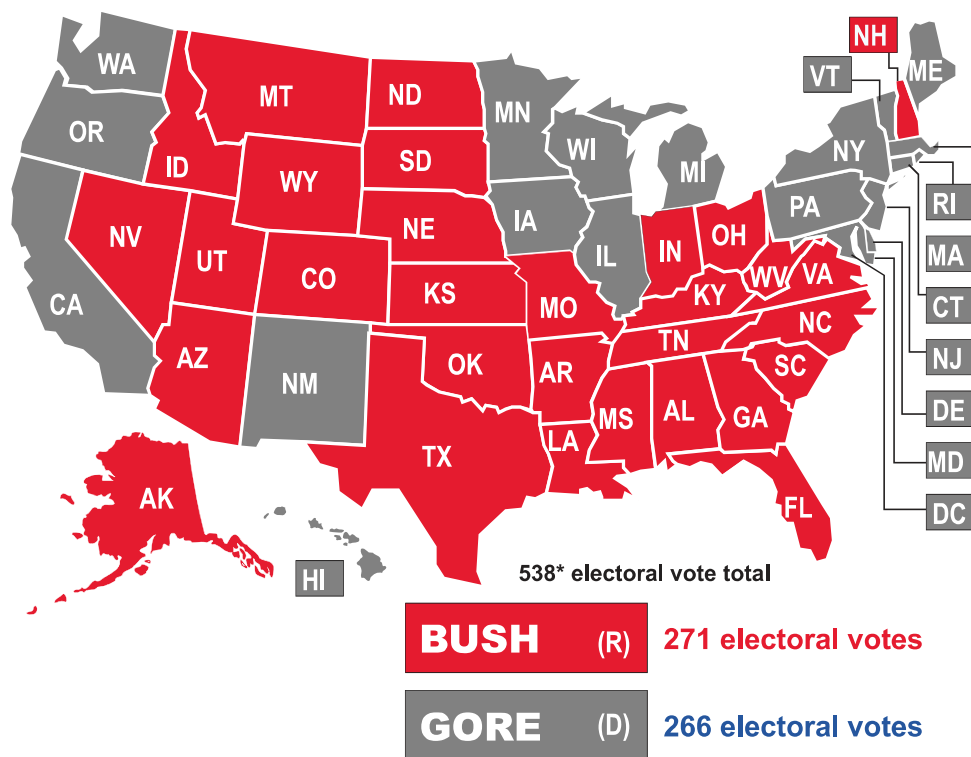 NH
WA
VT
ME
MT
ND
MN
OR
ID
SD
WI
NY
MI
WY
RI
IA
PA
NE
NV
OH
MA
UT
IL
IN
CO
WV
VA
CA
KS
MO
KY
CT
NC
TN
AZ
OK
NJ
NM
AR
SC
DE
MS
AL
GA
TX
LA
MD
AK
FL
DC
HI
538* electoral vote total
BUSH (R) 271 electoral votes
GORE (D) 266 electoral votes